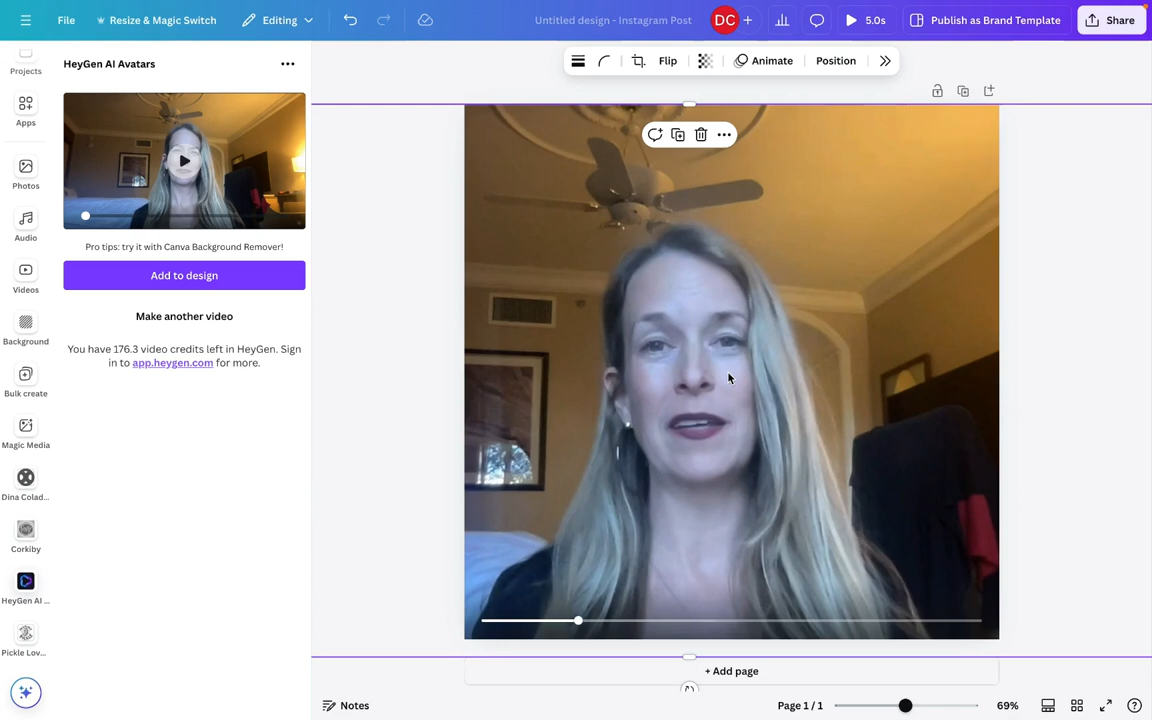 File
Resize & Magic Switch
Editing
Untitled design - Instagram Post
DC
5.0s
Publish as Brand Template
Share
Projects
Apps
Photos
Audio
Videos
Background
Bulk create
Magic Media
Dina Colad...
Corkiby
HeyGen AI ...
Pickle Lov...
HeyGen AI Avatars
Pro tips: try it with Canva Background Remover!
Add to design
Make another video
You have 176.3 video credits left in HeyGen. Sign
in to app.heygen.com for more.
Flip
Animate
Position
+ Add page
Notes
Page 1 / 1
69%